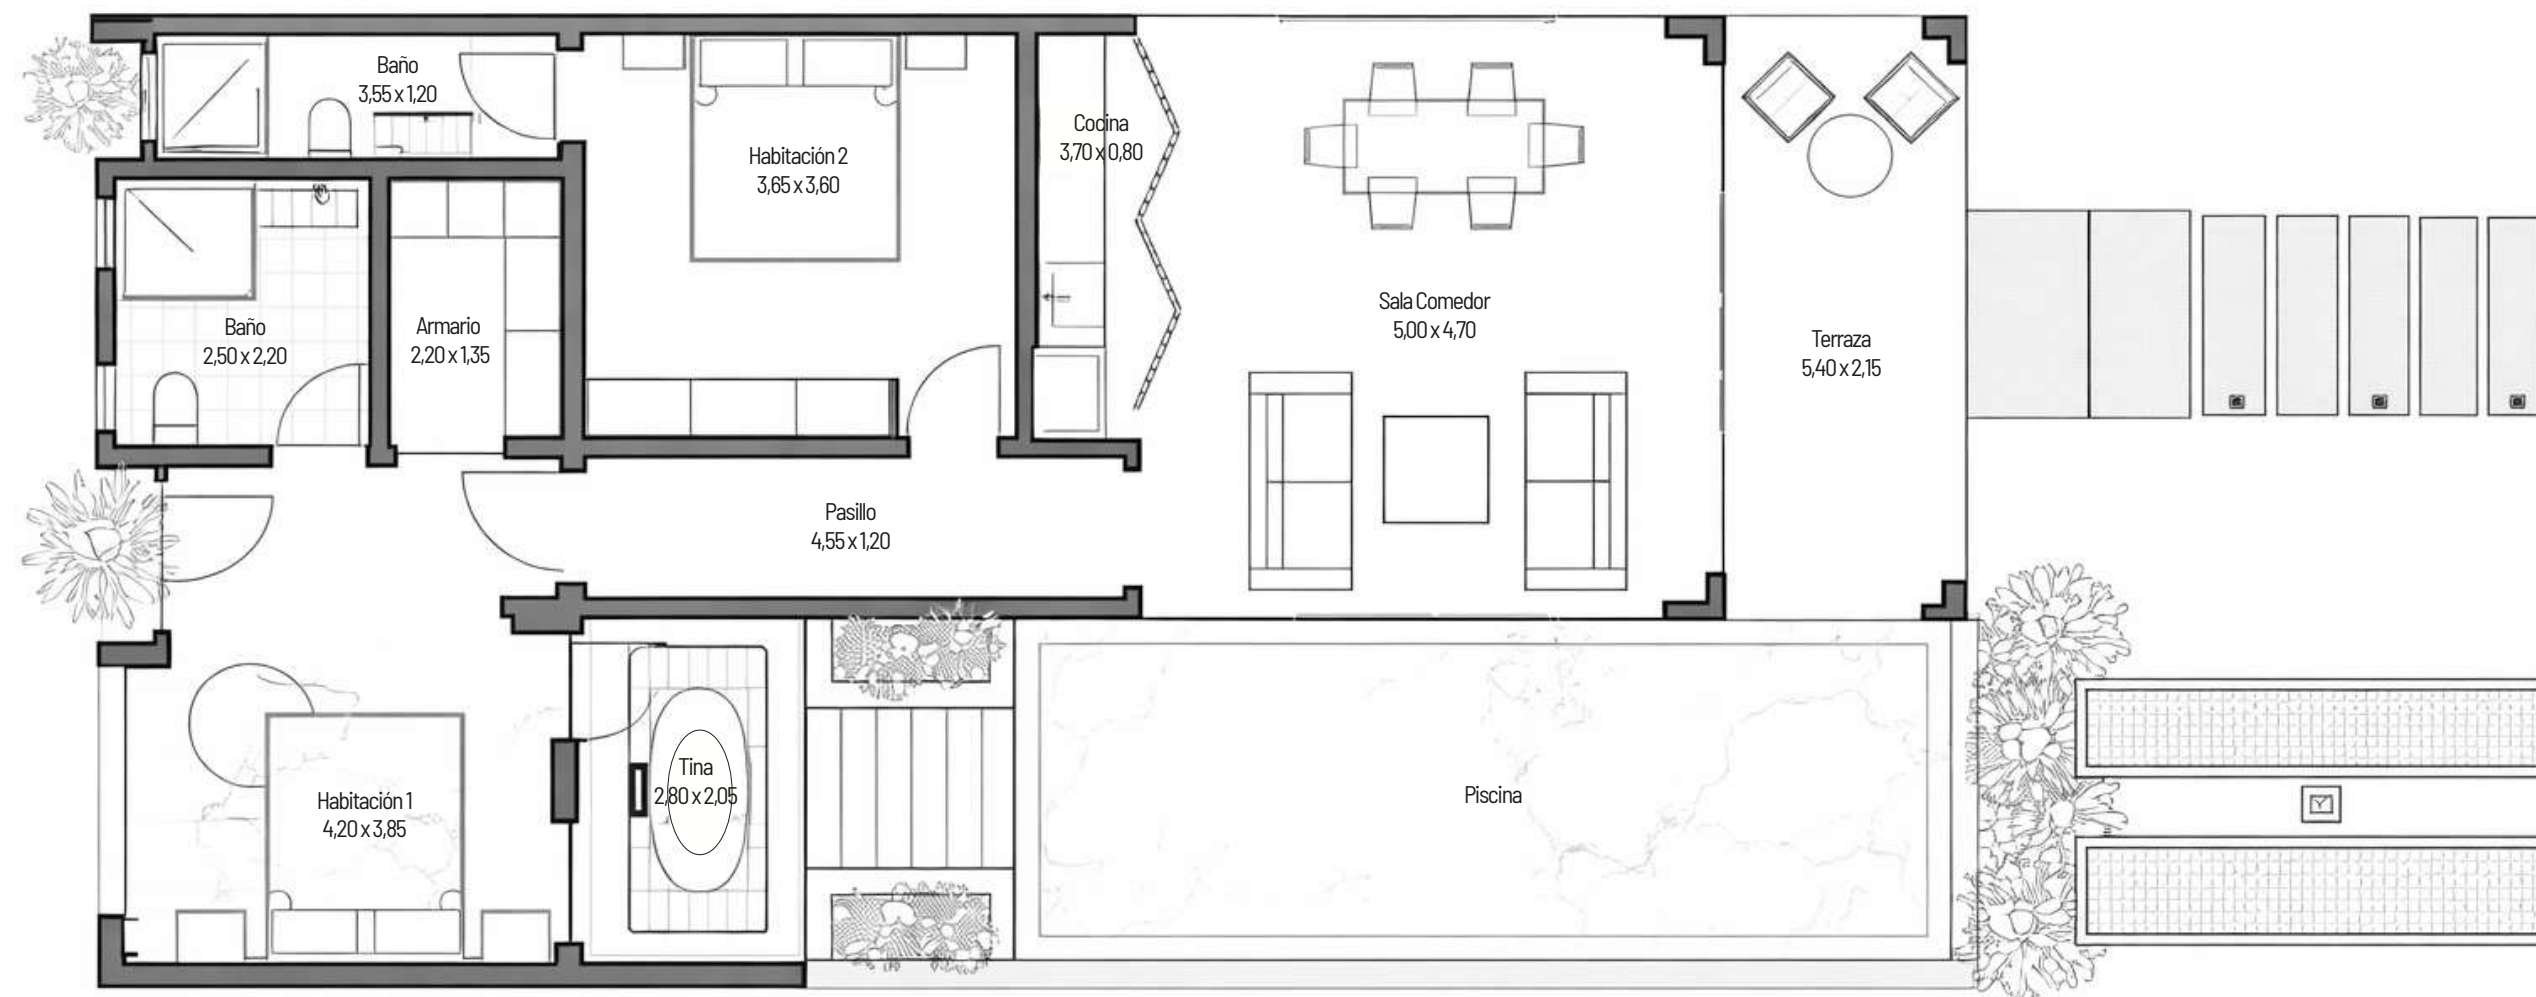 Baño
3,55 x 1,20
Habitación 2
3,65 x 3,60
Cocina
3,70 x 0,80
Baño
2,50 x 2,20
Armario
2,20 x 1,35
Sala Comedor
5,00 x 4,70
Terraza
5,40 x 2,15
Pasillo
4,55 x 1,20
Habitación 1
4,20 x 3,85
Tina
2,80 x 2,05
Piscina